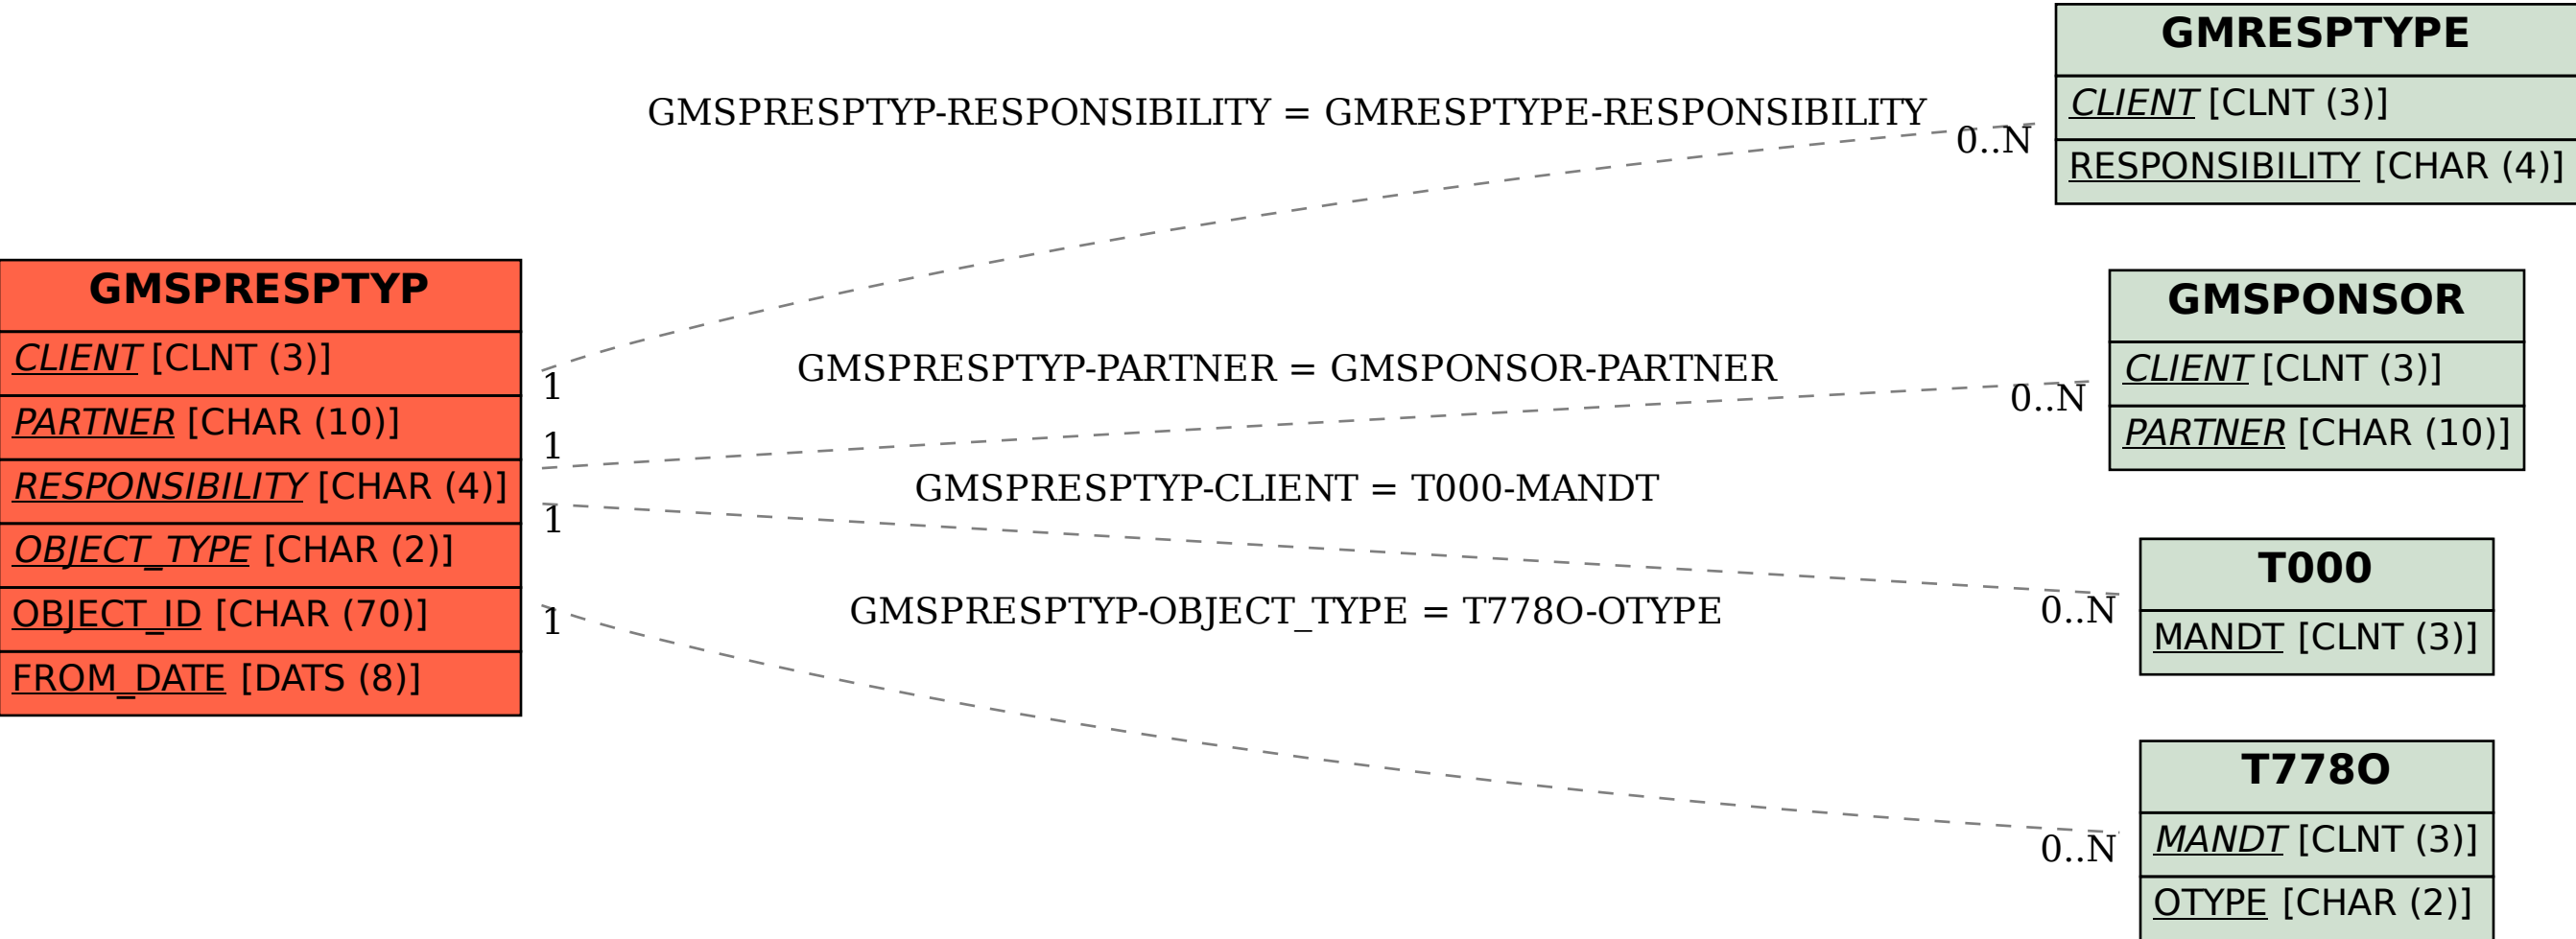 GMRESPTYPE
CLIENT [CLNT (3)]
RESPONSIBILITY [CHAR (4)]
GMSPRESPTYP-RESPONSIBILITY = GMRESPTYPE-RESPONSIBILITY
0..N
1
GMSPRESPTYP
CLIENT [CLNT (3)]
PARTNER [CHAR (10)]
RESPONSIBILITY [CHAR (4)]
OBJECT_TYPE [CHAR (2)]
OBJECT_ID [CHAR (70)]
FROM_DATE [DATS (8)]
GMSPONSOR
CLIENT [CLNT (3)]
PARTNER [CHAR (10)]
GMSPRESPTYP-PARTNER = GMSPONSOR-PARTNER
0..N
1
GMSPRESPTYP-CLIENT = T000-MANDT
0..N
1
T000
MANDT [CLNT (3)]
GMSPRESPTYP-OBJECT_TYPE = T778O-OTYPE
0..N
1
T778O
MANDT [CLNT (3)]
OTYPE [CHAR (2)]